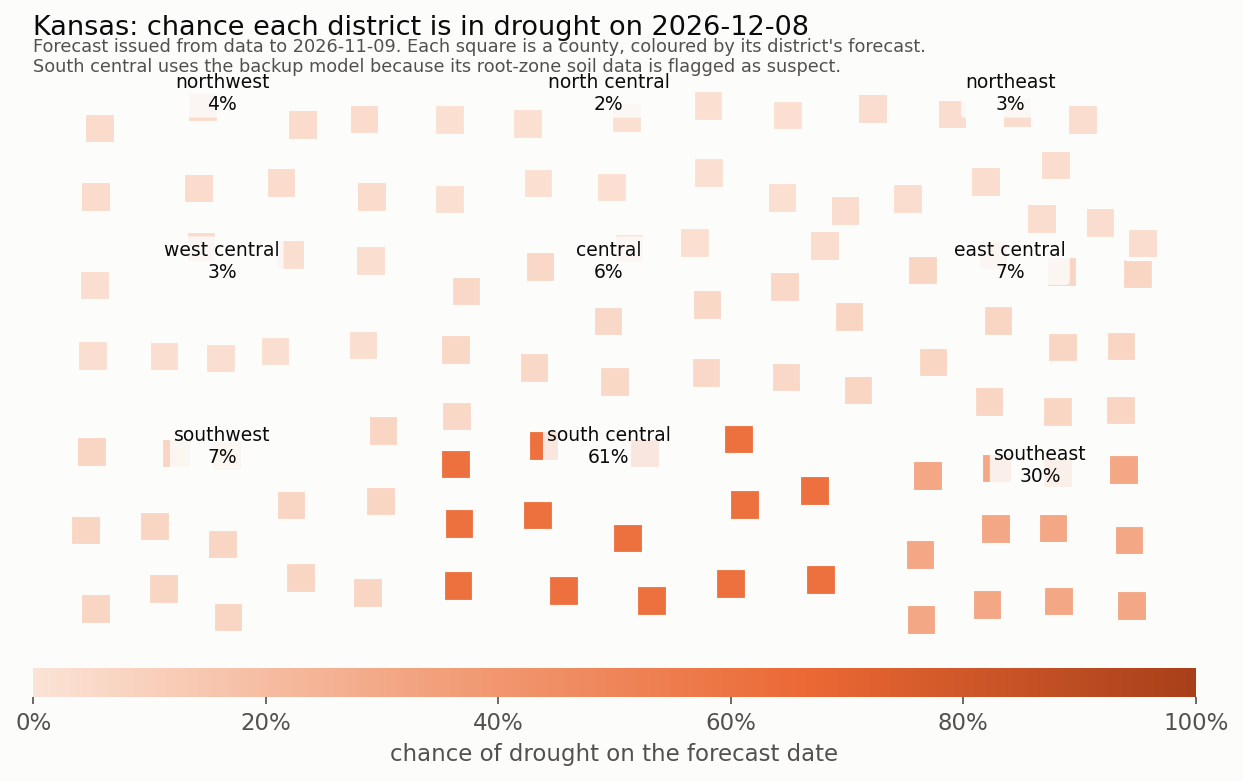 Kansas: chance each district is in drought on 2026-12-08
Forecast issued from data to 2026-11-09. Each square is a county, coloured by its district's forecast.
South central uses the backup model because its root-zone soil data is flagged as suspect.
northwest
4%
north central
2%
northeast
3%
west central
3%
central
6%
east central
7%
southwest
7%
south central
61%
southeast
30%
0%
20%
40%
60%
80%
100%
chance of drought on the forecast date